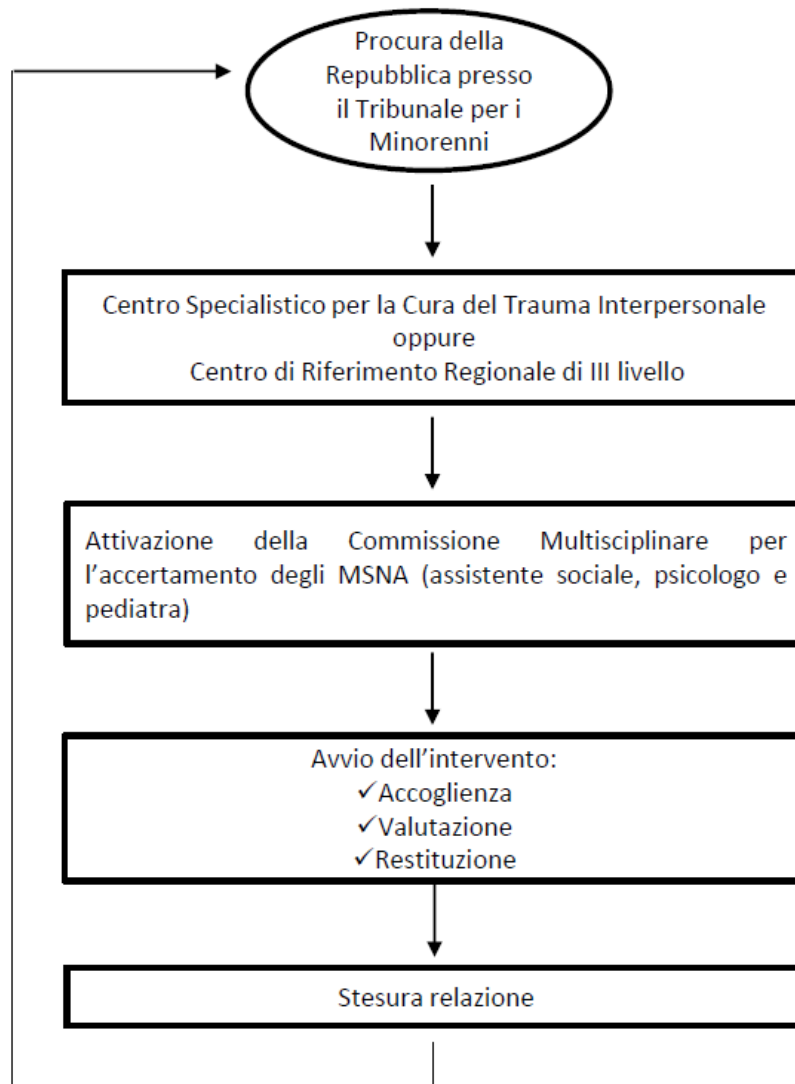 Procura della
Repubblica presso
il Tribunale per i
Minorenni
Centro Specialistico per la Cura del Trauma Interpersonale
oppure
Centro di Riferimento Regionale di III livello
Attivazione della Commissione Multisciplinare per
l’accertamento degli MSNA (assistente sociale, psicologo e
pediatra)
Avvio dell’intervento:
✓Accoglienza
✓Valutazione
✓Restituzione
Stesura relazione